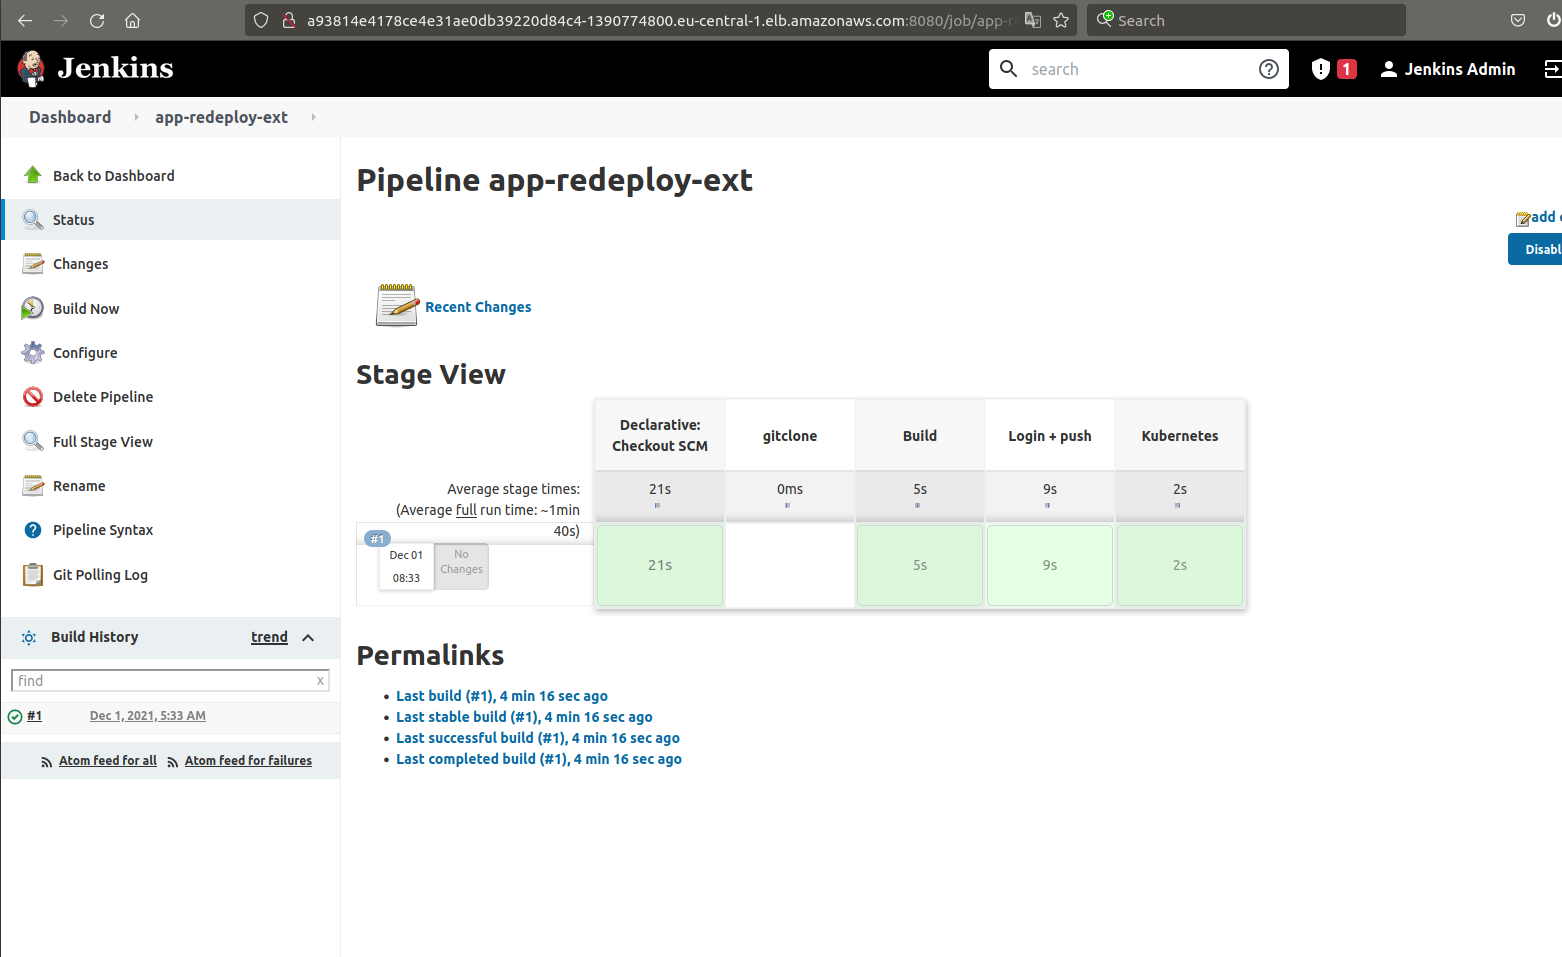 a93814e4178ce4e31ae0db39220d84c4-1390774800.eu-central-1.elb.amazonaws.com:8080/job/app-r
Search
Jenkins
search
1
Jenkins Admin
Dashboard
app-redeploy-ext
Back to Dashboard
Status
Changes
Build Now
Configure
Delete Pipeline
Full Stage View
Rename
Pipeline Syntax
Git Polling Log
Build History
trend
find
x
#1
Dec 1, 2021, 5:33 AM
Atom feed for all
Atom feed for failures
Pipeline app-redeploy-ext
add
Disabl
Recent Changes
Stage View
Declarative:
Checkout SCM
gitclone
Build
Login + push
Kubernetes
Average stage times:
(Average full run time: ~1min
40s)
21s
0ms
5s
9s
2s
#1
Dec 01
08:33
No
Changes
21s
5s
9s
2s
Permalinks
Last build (#1), 4 min 16 sec ago
Last stable build (#1), 4 min 16 sec ago
Last successful build (#1), 4 min 16 sec ago
Last completed build (#1), 4 min 16 sec ago